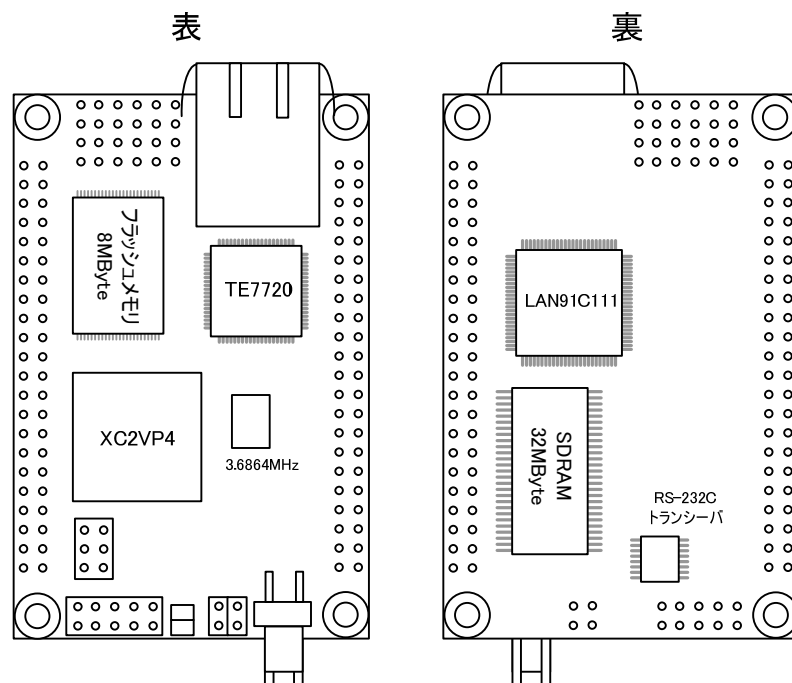 表
裏
フラッシュメモリ
8MByte
TE7720
XC2VP4
3.6864MHz
LAN91C111
SDRAM
32MByte
RS-232C
トランシーバ